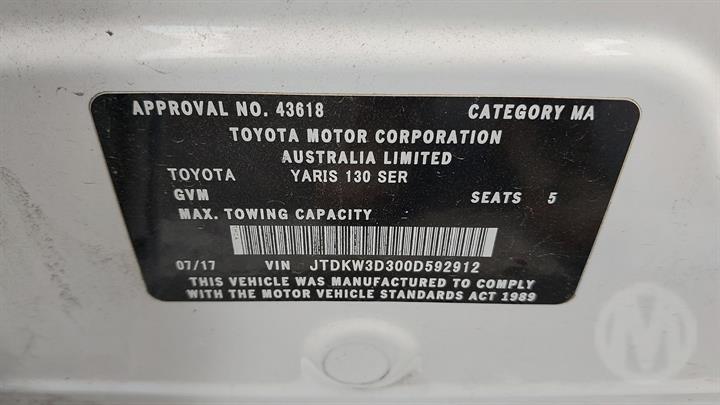 APPROVAL NO. 43618 CATEGORY MA
TOYOTA MOTOR CORPORATION
AUSTRALIA LIMITED
TOYOTA YARIS 130 SER
GVM SEATS 5
MAX. TOWING CAPACITY
07/17 VIN JTDKW3D300D592912
THIS VEHICLE WAS MANUFACTURED TO COMPLY
WITH THE MOTOR VEHICLE STANDARDS ACT 1989
M